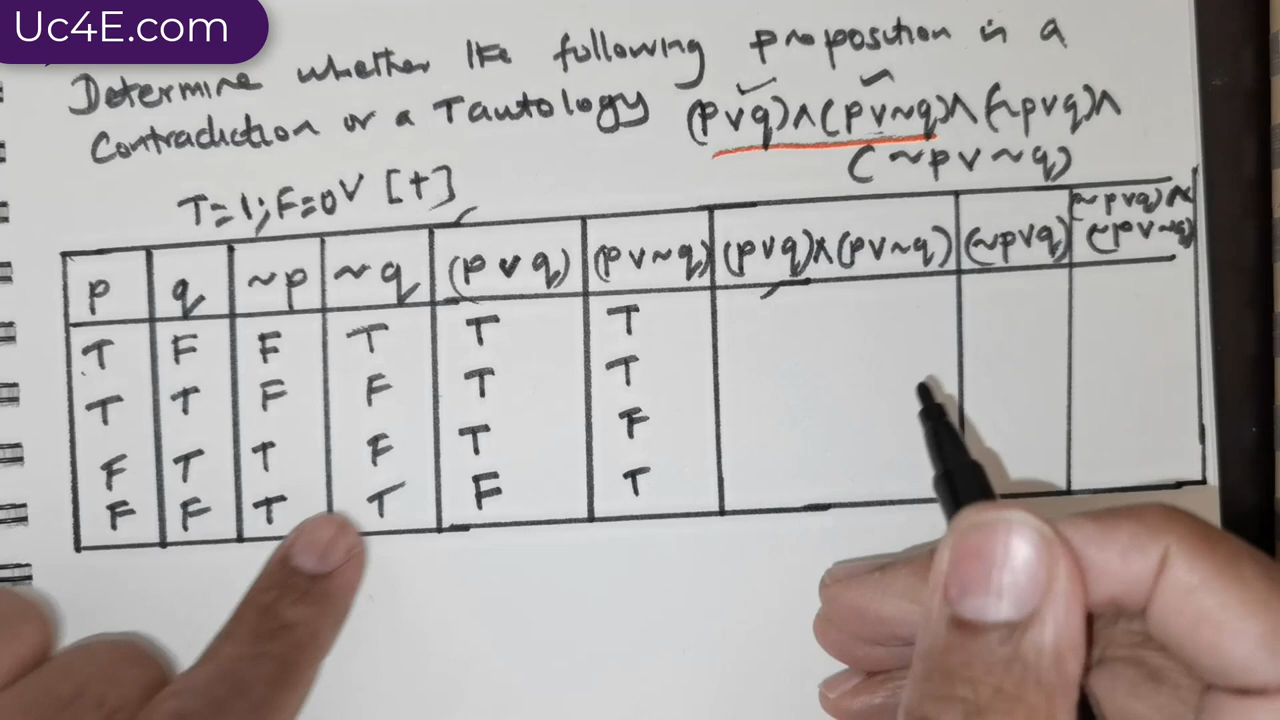 Uc4E.com
Determine whether the following proposition is a
Contradiction or a Tautology (p∨q)∧(p∨~q)∧(~p∨q)∧
(~p∨~q)
T=1; F=0 ∨ [+]
p q ~p ~q (p∨q) (p∨~q) (p∨q)∧(p∨~q) (~p∨q) (~p∨q)∧
(~p∨~q)
T F F T T T
T T F F T T
F T T F T F
F F T T F T